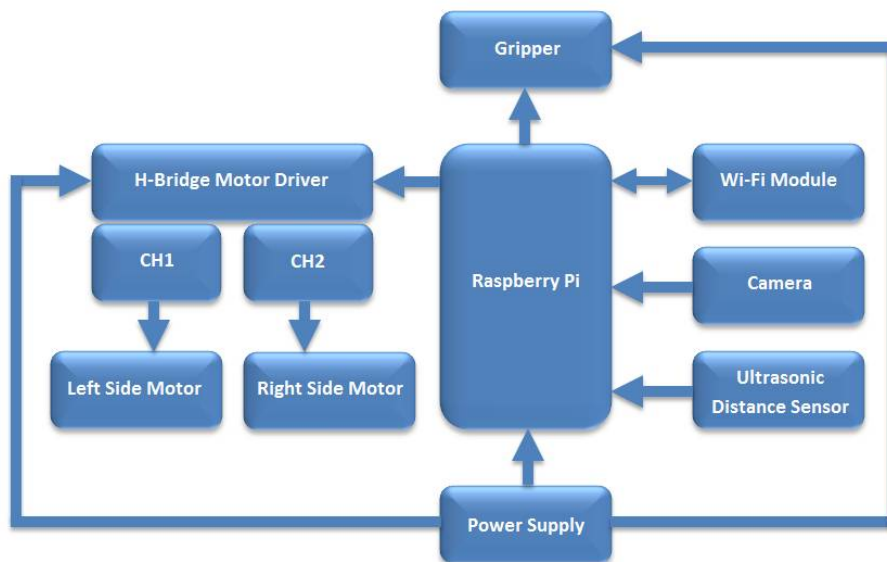 Gripper
H-Bridge Motor Driver
Wi-Fi Module
CH1
CH2
Raspberry Pi
Camera
Left Side Motor
Right Side Motor
Ultrasonic
Distance Sensor
Power Supply